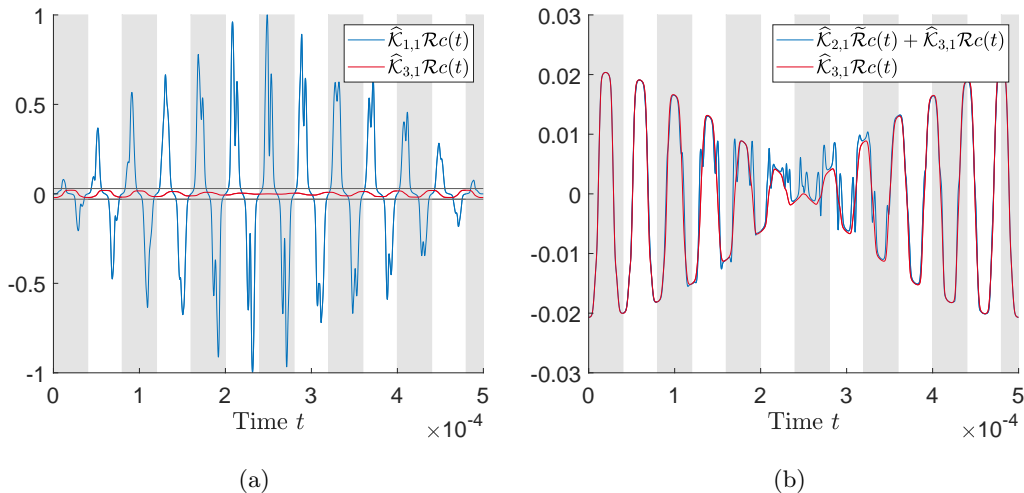 1
0.5
0
-0.5
-1
0 1 2 3 4 5
Time t
×10⁻⁴
𝒦̂₁,₁ℛc(t)
𝒦̂₃,₁ℛc(t)
(a)
0.03
0.02
0.01
0
-0.01
-0.02
-0.03
0 1 2 3 4 5
Time t
×10⁻⁴
𝒦̂₂,₁ℛ̃c(t) + 𝒦̂₃,₁ℛc(t)
𝒦̂₃,₁ℛc(t)
(b)